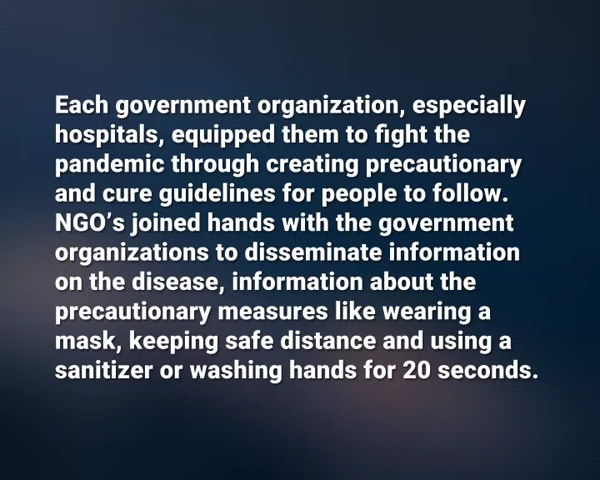 Each government organization, especially
hospitals, equipped them to fight the
pandemic through creating precautionary
and cure guidelines for people to follow.
NGO’s joined hands with the government
organizations to disseminate information
on the disease, information about the
precautionary measures like wearing a
mask, keeping safe distance and using a
sanitizer or washing hands for 20 seconds.